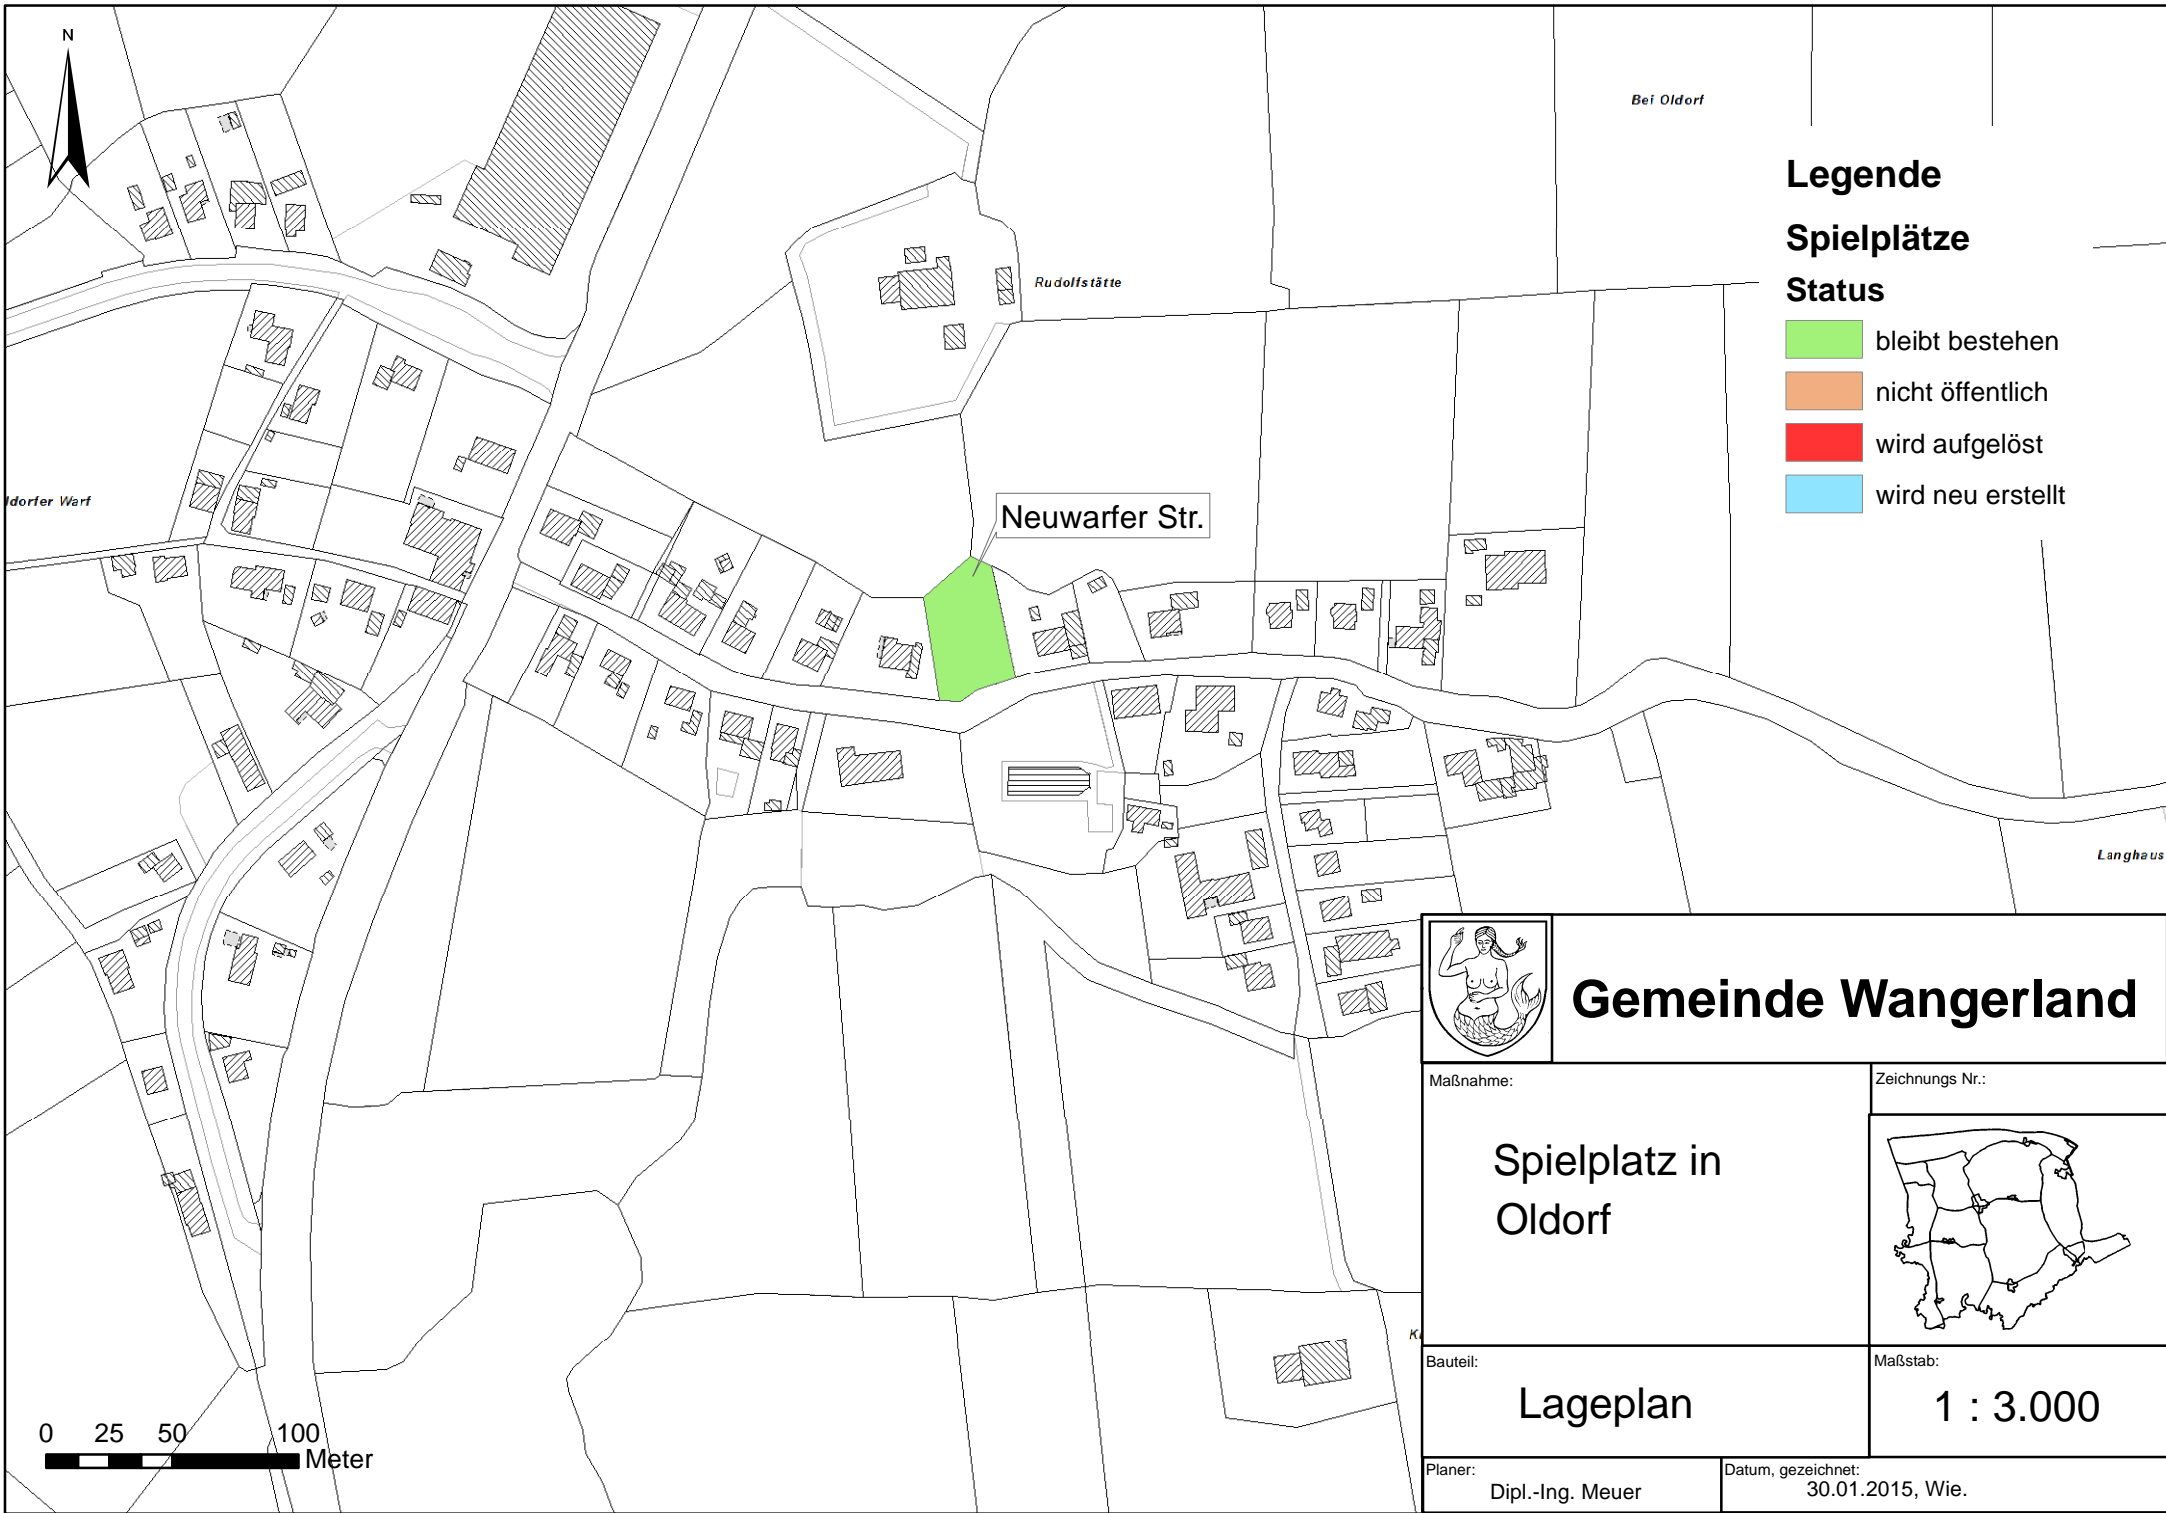 N
Bei Oldorf
Legende
Spielplätze
Status
bleibt bestehen
nicht öffentlich
wird aufgelöst
wird neu erstellt
Rudolfstätte
ldorfer Warf
Neuwarfer Str.
Langhaus
Gemeinde Wangerland
Maßnahme:
Zeichnungs Nr.:
Spielplatz in
Oldorf
Bauteil:
Lageplan
Maßstab:
1 : 3.000
0 25 50 100
Meter
Planer:
Dipl.-Ing. Meuer
Datum, gezeichnet:
30.01.2015, Wie.